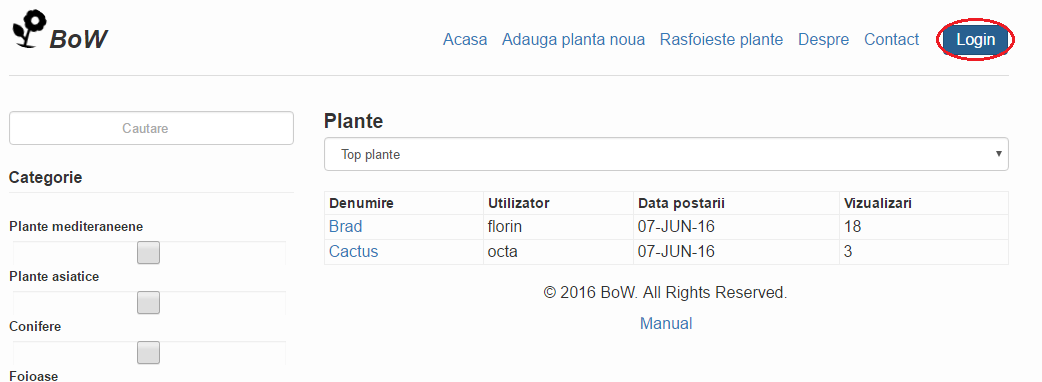 BoW
Acasa Adauga planta noua Rasfoieste plante Despre Contact Login
Cautare
Categorie
Plante mediteraneene
Plante asiatice
Conifere
Foioase
Plante
Top plante
Denumire Utilizator Data postarii Vizualizari
Brad florin 07-JUN-16 18
Cactus octa 07-JUN-16 3
© 2016 BoW. All Rights Reserved.
Manual